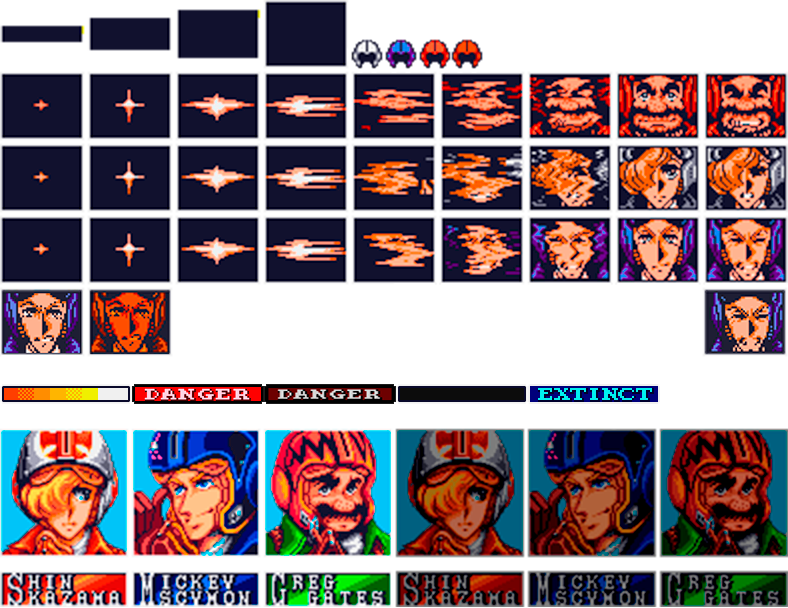 DANGER
DANGER
EXTINCT
SHIN
KAZAMA
MICKEY
SCYMON
GREG
GATES
SHIN
KAZAMA
MICKEY
SCYMON
GREG
GATES